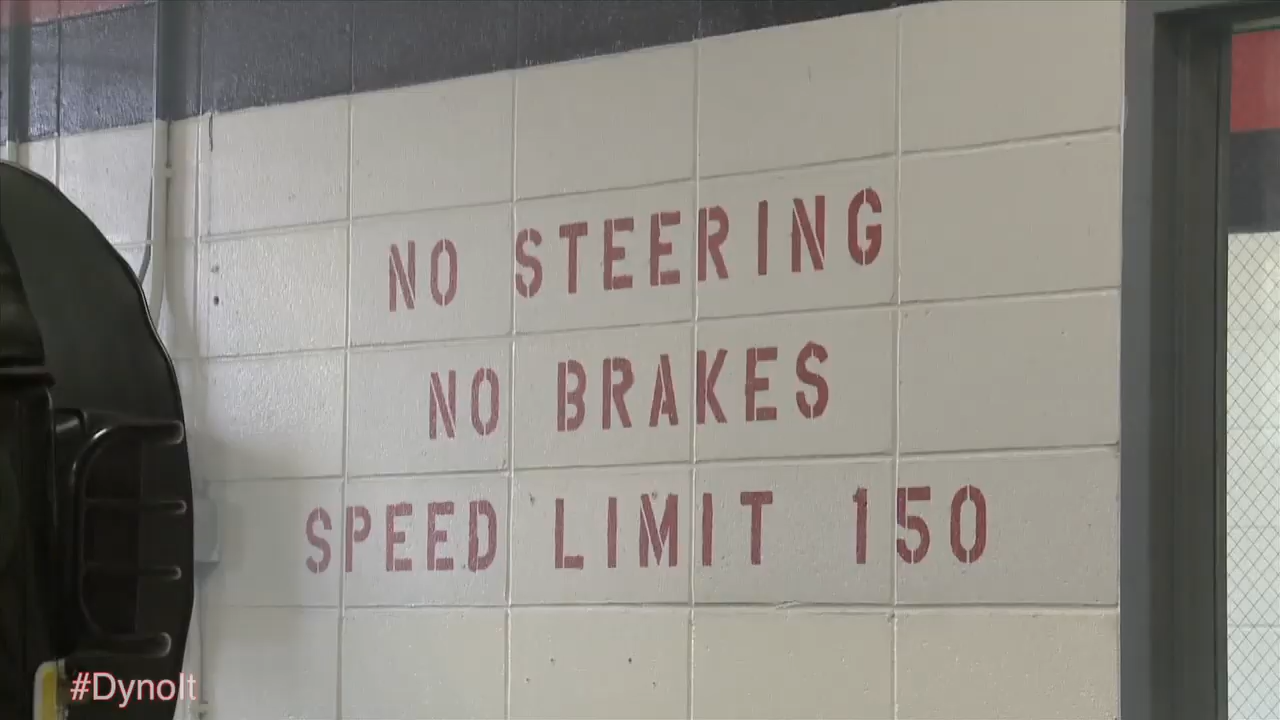 NO STEERING
NO BRAKES
SPEED LIMIT 150
#DynoIt